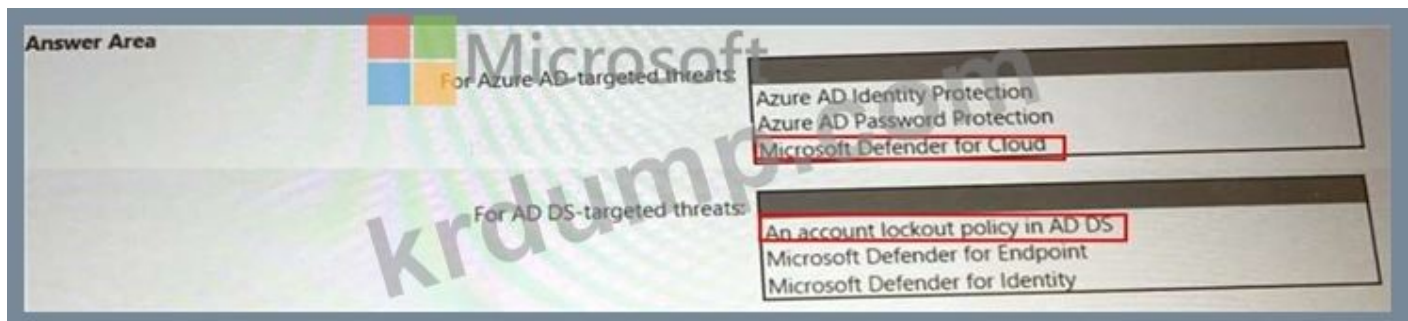 Answer Area
Microsoft
For Azure AD-targeted threats:
Azure AD Identity Protection
Azure AD Password Protection
Microsoft Defender for Cloud
krdump.com
For AD DS-targeted threats:
An account lockout policy in AD DS
Microsoft Defender for Endpoint
Microsoft Defender for Identity